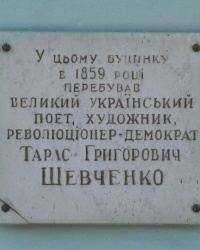 У цьому будинку
в 1859 році
перебував
великий український
поет, художник,
революціонер-демократ
Тарас Григорович
Шевченко